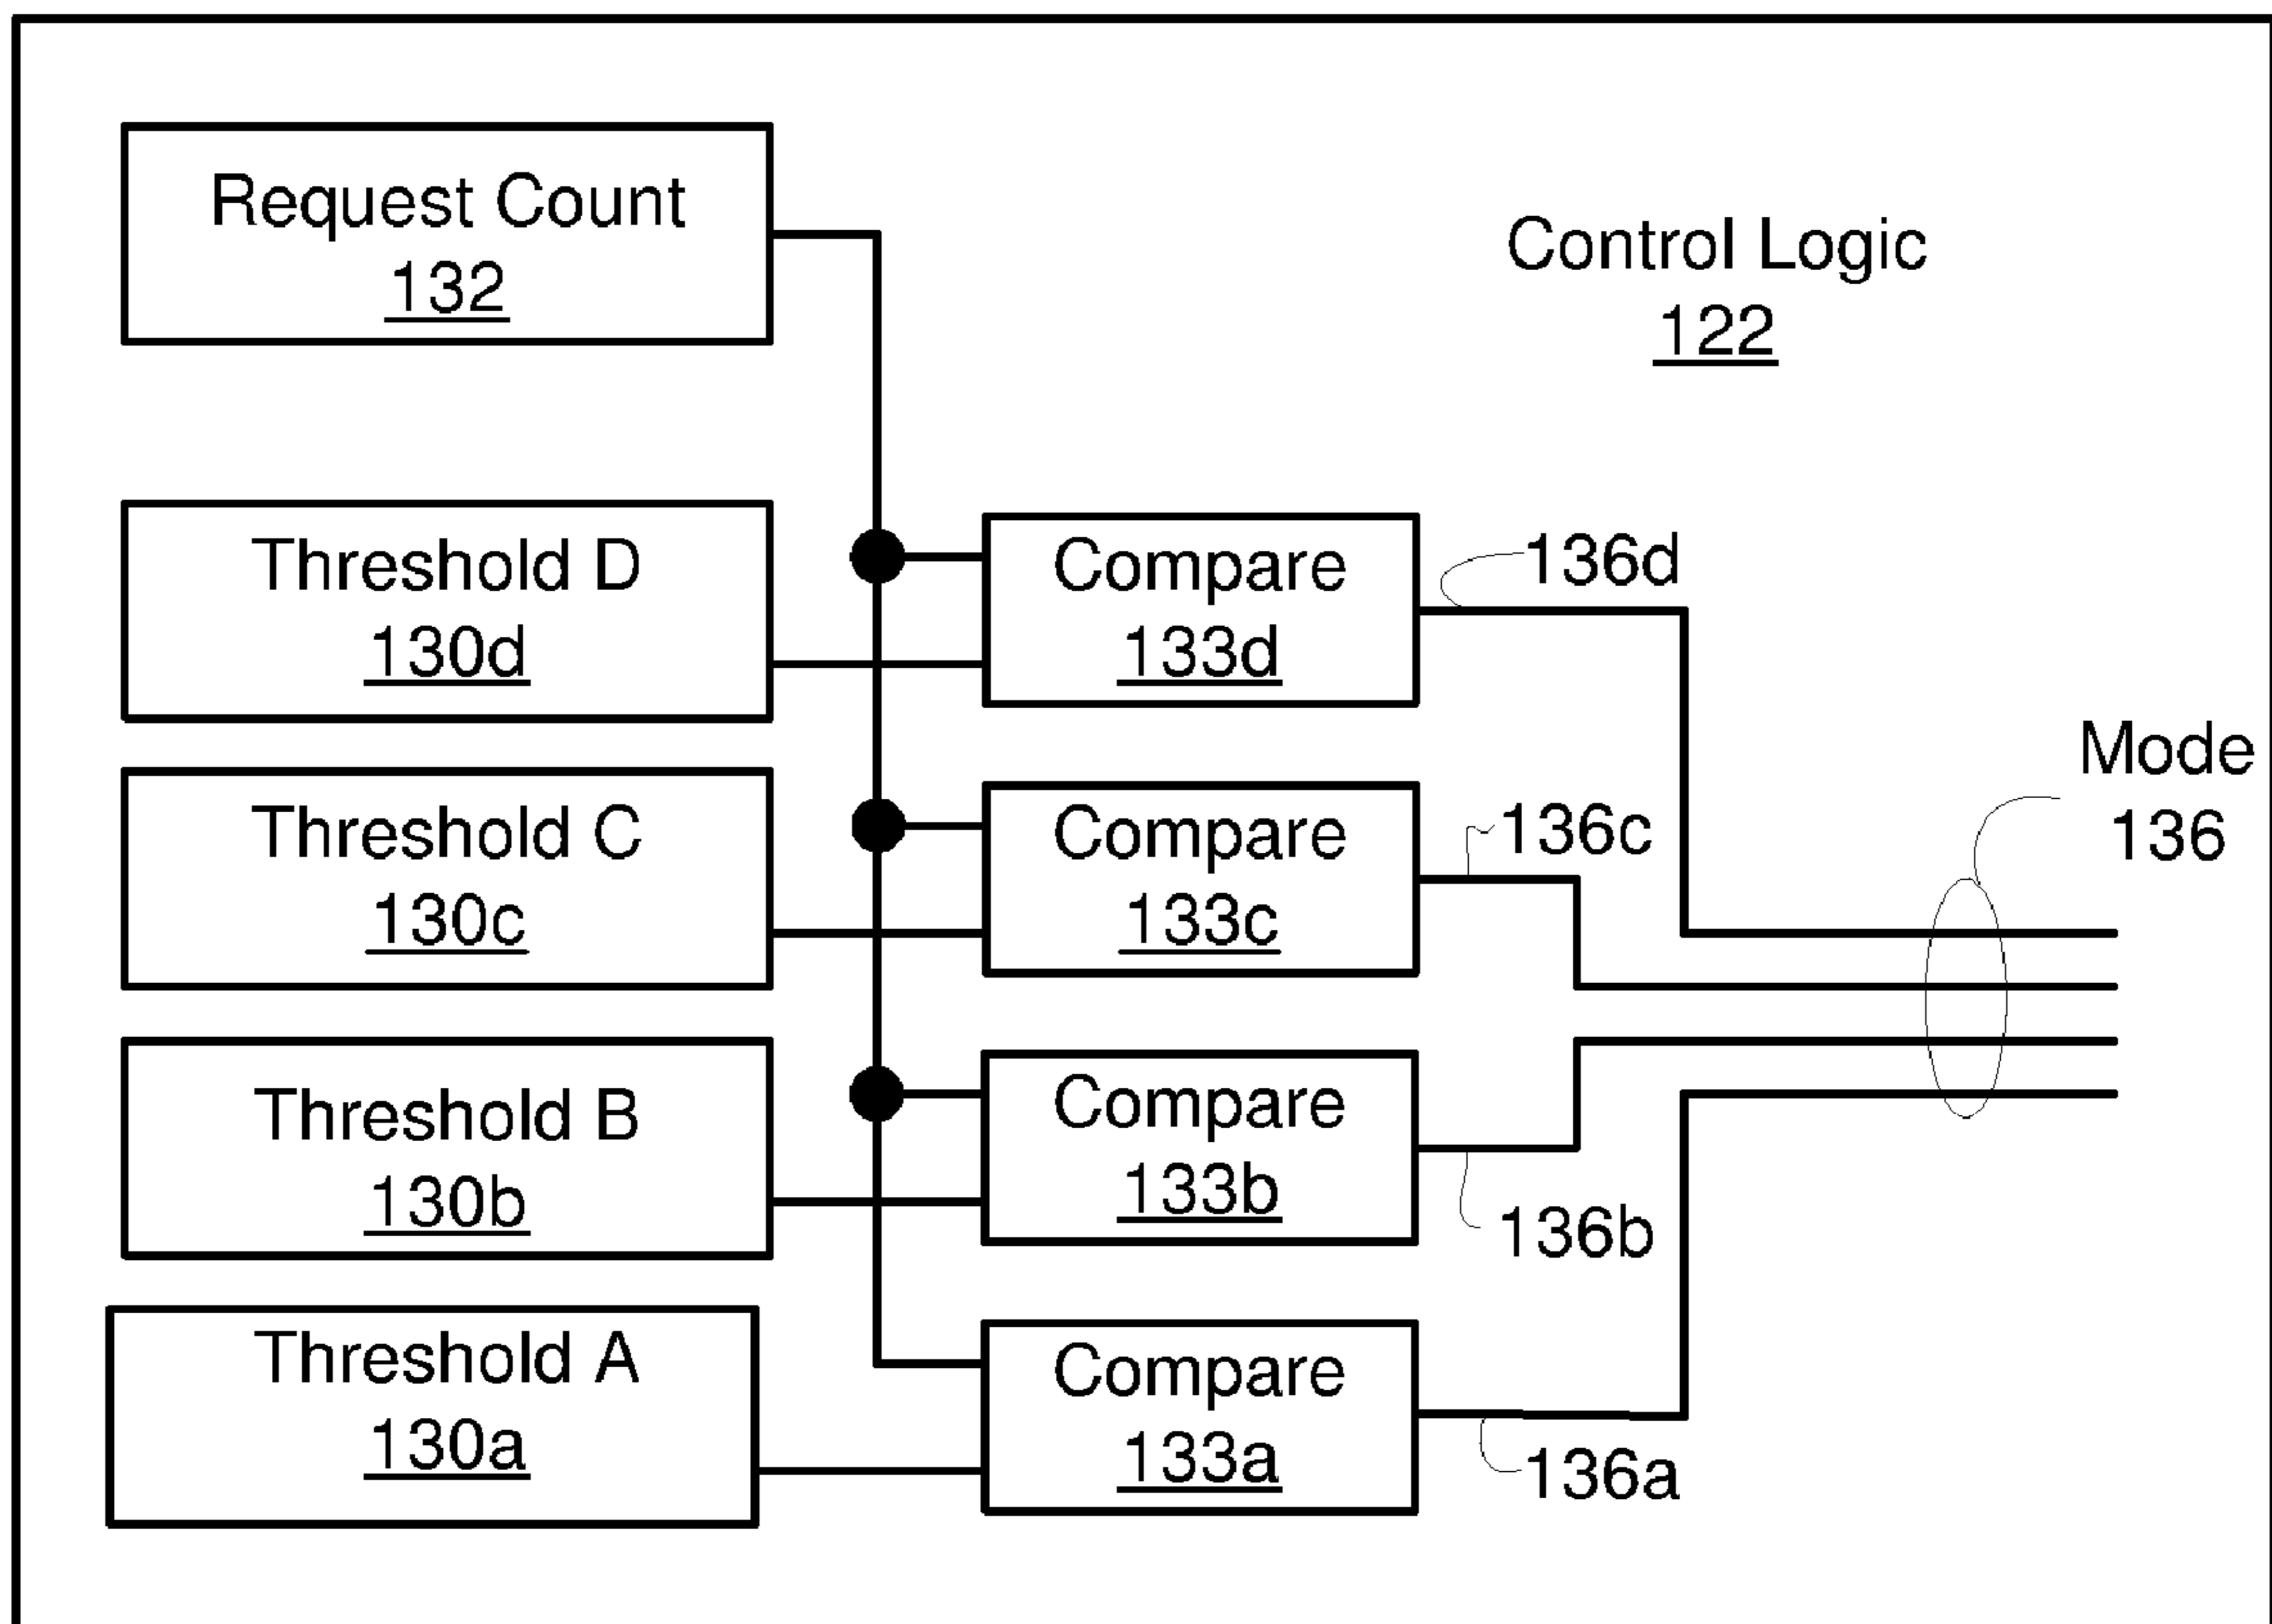 Request Count
132
Control Logic
122
Threshold D
130d
Compare
133d
136d
Threshold C
130c
Compare
133c
136c
Mode
136
Threshold B
130b
Compare
133b
136b
Threshold A
130a
Compare
133a
136a